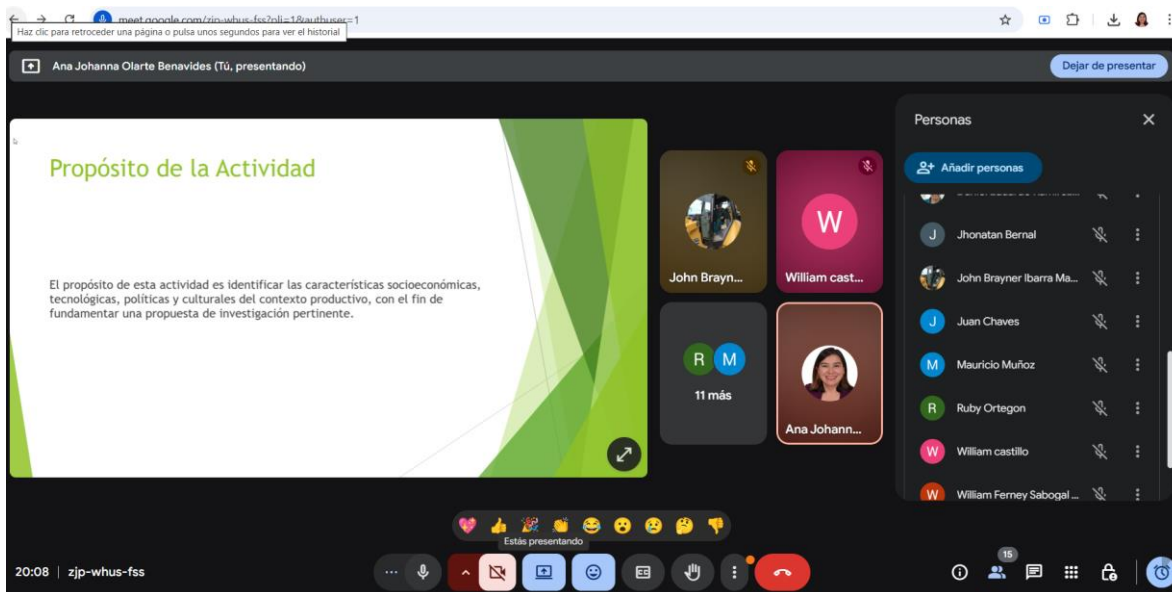 meet.google.com/zjp-whus-fss?pli=1&authuser=1
Haz clic para retroceder una página o pulsa unos segundos para ver el historial
Ana Johanna Olarte Benavides (Tú, presentando)
Dejar de presentar
Propósito de la Actividad
El propósito de esta actividad es identificar las características socioeconómicas,
tecnológicas, políticas y culturales del contexto productivo, con el fin de
fundamentar una propuesta de investigación pertinente.
John Brayn...
W
William cast...
R M
11 más
Ana Johann...
Personas
Añadir personas
J Jhonatan Bernal
John Brayner Ibarra Ma...
J Juan Chaves
M Mauricio Muñoz
R Ruby Ortegon
W William castillo
W William Ferney Sabogal ...
Estás presentando
20:08 | zjp-whus-fss
15